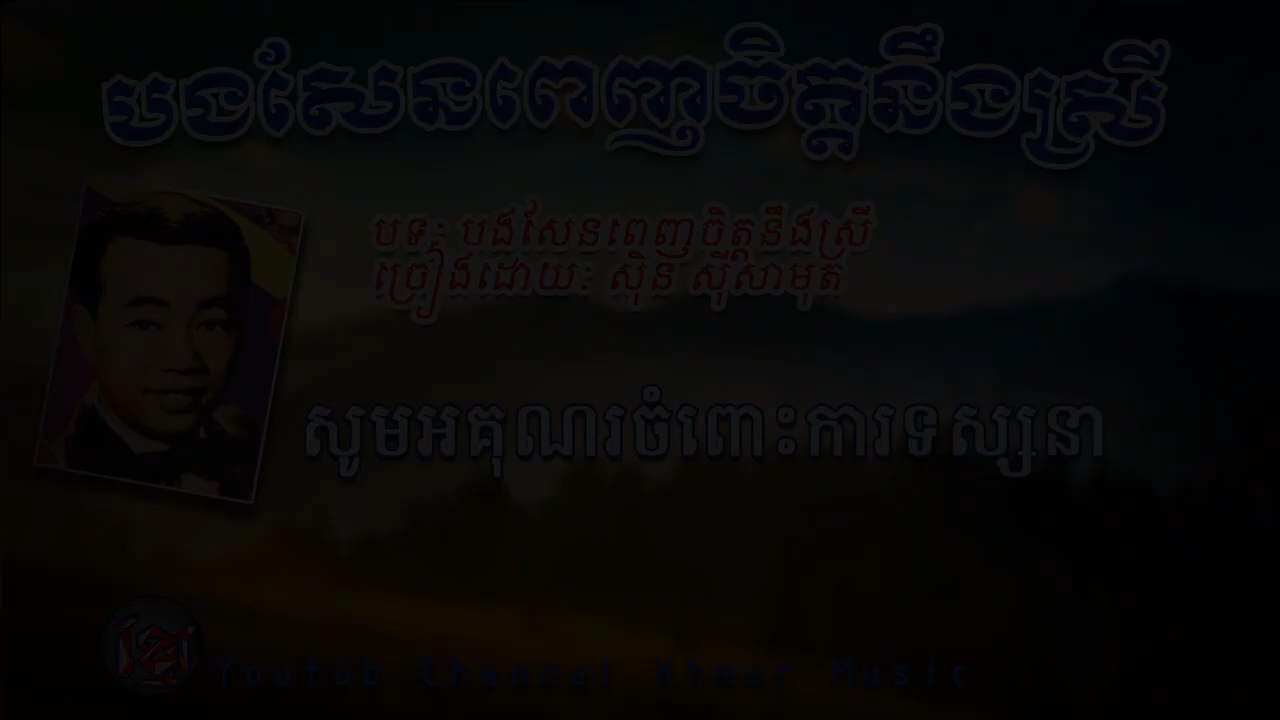 បងសែនពេញចិត្តនឹងស្រី
បទ៖ បងសែនពេញចិត្តនឹងស្រី
ច្រៀងដោយ៖ ស៊ិន ស៊ីសាមុត
សូមអគុណរចំពោះការទស្សនា
Youtub Channal Khmer Music